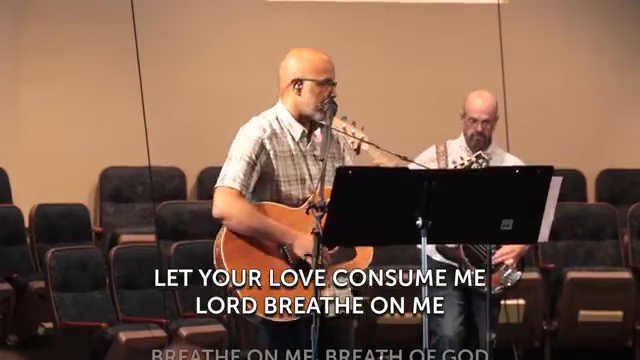 LET YOUR LOVE CONSUME ME
LORD BREATHE ON ME
BREATHE ON ME, BREATH OF GOD